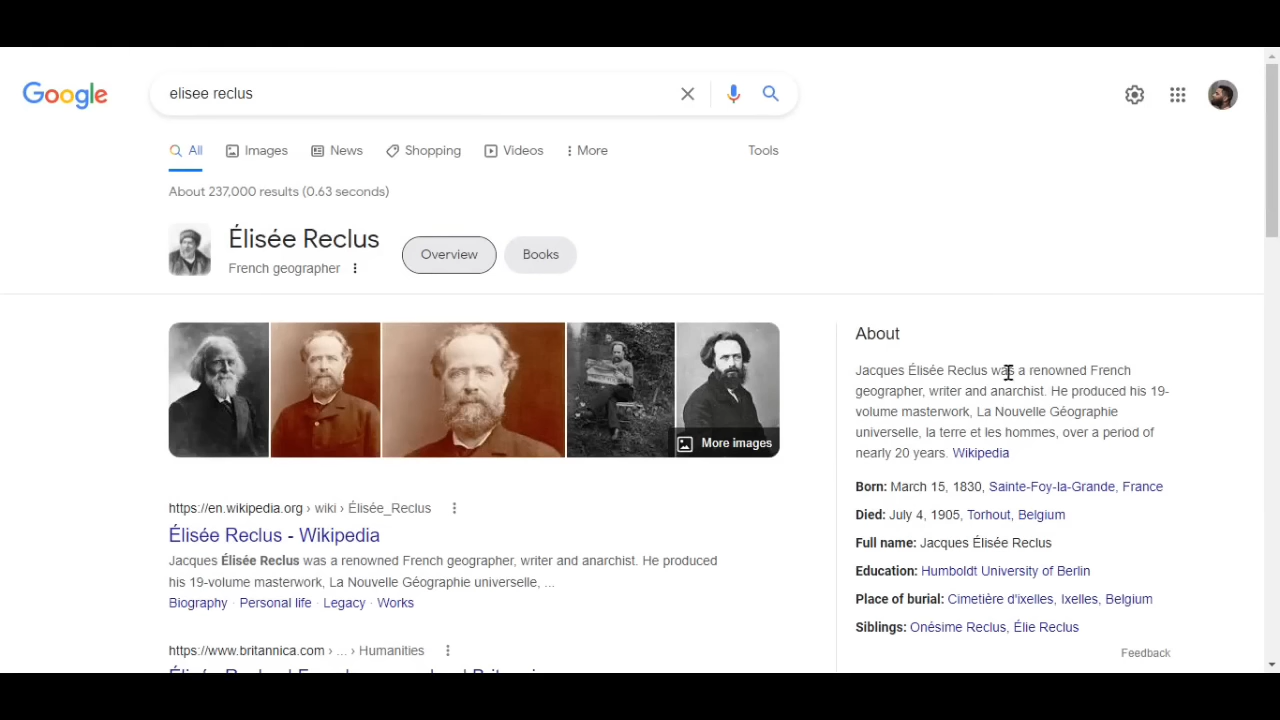 Google
elisee reclus
All Images News Shopping Videos More Tools
About 237,000 results (0.63 seconds)
Élisée Reclus
French geographer
Overview Books
More images
https://en.wikipedia.org › wiki › Élisée_Reclus
Élisée Reclus - Wikipedia
Jacques Élisée Reclus was a renowned French geographer, writer and anarchist. He produced
his 19-volume masterwork, La Nouvelle Géographie universelle, ...
Biography · Personal life · Legacy · Works
https://www.britannica.com › ... › Humanities
About
Jacques Élisée Reclus was a renowned French
geographer, writer and anarchist. He produced his 19-
volume masterwork, La Nouvelle Géographie
universelle, la terre et les hommes, over a period of
nearly 20 years. Wikipedia
Born: March 15, 1830, Sainte-Foy-la-Grande, France
Died: July 4, 1905, Torhout, Belgium
Full name: Jacques Élisée Reclus
Education: Humboldt University of Berlin
Place of burial: Cimetière d'ixelles, Ixelles, Belgium
Siblings: Onésime Reclus, Élie Reclus
Feedback